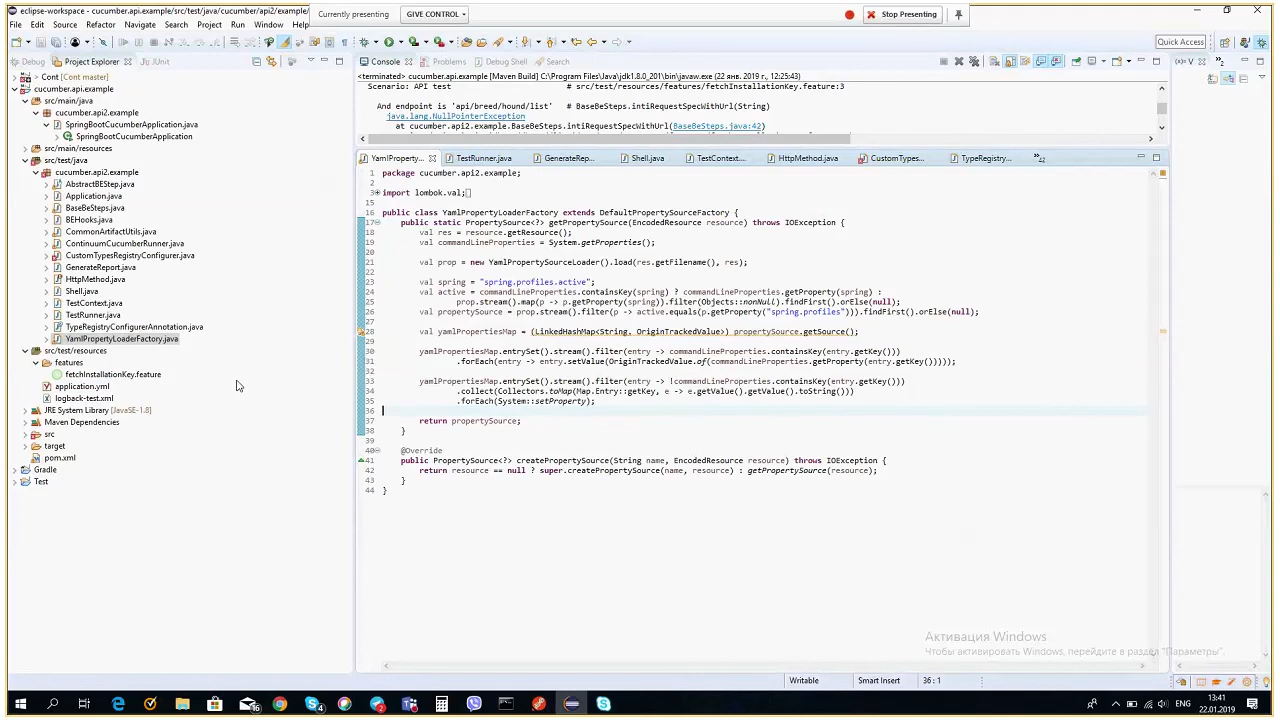 eclipse-workspace - cucumber.api.example/src/test/java/cucumber/api2/example/
Currently presenting
GIVE CONTROL
Stop Presenting
File Edit Source Refactor Navigate Search Project Run Window Help
Quick Access
Debug
Project Explorer
JUnit
Console
Problems
Debug Shell
Search
(x)= V
<terminated> cucumber.api.example [Maven Build] C:\Program Files\Java\jdk1.8.0_201\bin\javaw.exe (22 янв. 2019 г., 12:25:43)
Scenario: API test # src/test/resources/features/fetchInstallationKey.feature:3
And endpoint is 'api/breed/hound/list' # BaseBeSteps.intiRequestSpecWithUrl(String)
java.lang.NullPointerException
at cucumber.api2.example.BaseBeSteps.intiRequestSpecWithUrl(BaseBeSteps.java:42)
Cont (Cont master)
cucumber.api.example
src/main/java
cucumber.api2.example
SpringBootCucumberApplication.java
SpringBootCucumberApplication
src/main/resources
src/test/java
cucumber.api2.example
AbstractBEStep.java
Application.java
BaseBeSteps.java
BEHooks.java
CommonArtifactUtils.java
ContinuumCucumberRunner.java
CustomTypesRegistryConfigurer.java
GenerateReport.java
HttpMethod.java
Shell.java
TestContext.java
TestRunner.java
TypeRegistryConfigurerAnnotation.java
YamlPropertyLoaderFactory.java
src/test/resources
features
fetchInstallationKey.feature
application.yml
logback-test.xml
JRE System Library [JavaSE-1.8]
Maven Dependencies
src
target
pom.xml
Gradle
Test
YamlProperty...
TestRunner.java
GenerateRep...
Shell.java
TestContext....
HttpMethod.java
CustomTypes...
TypeRegistry...
1 package cucumber.api2.example;
2
3 import lombok.val;
15
16 public class YamlPropertyLoaderFactory extends DefaultPropertySourceFactory {
17 public static PropertySource<?> getPropertySource(EncodedResource resource) throws IOException {
18 val res = resource.getResource();
19 val commandLineProperties = System.getProperties();
20
21 val prop = new YamlPropertySourceLoader().load(res.getFilename(), res);
22
23 val spring = "spring.profiles.active";
24 val active = commandLineProperties.containsKey(spring) ? commandLineProperties.getProperty(spring) :
25 prop.stream().map(p -> p.getProperty(spring)).filter(Objects::nonNull).findFirst().orElse(null);
26 val propertySource = prop.stream().filter(p -> active.equals(p.getProperty("spring.profiles"))).findFirst().orElse(null);
27
28 val yamlPropertiesMap = (LinkedHashMap<String, OriginTrackedValue>) propertySource.getSource();
29
30 yamlPropertiesMap.entrySet().stream().filter(entry -> commandLineProperties.containsKey(entry.getKey()))
31 .forEach(entry -> entry.setValue(OriginTrackedValue.of(commandLineProperties.get(entry.getKey()))));
32
33 yamlPropertiesMap.entrySet().stream().filter(entry -> !commandLineProperties.containsKey(entry.getKey()))
34 .collect(Collectors.toMap(Map.Entry::getKey, e -> e.getValue().getValue().toString()))
35 .forEach(System::setProperty);
36
37 return propertySource;
38 }
39
40 @Override
41 public PropertySource<?> createPropertySource(String name, EncodedResource resource) throws IOException {
42 return resource == null ? super.createPropertySource(name, resource) : getPropertySource(resource);
43 }
44 }
Активация Windows
Чтобы активировать Windows, перейдите в раздел "Параметры".
Writable
Smart Insert
36 : 1
ENG
13:41
22.01.2019